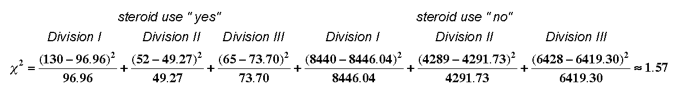 steroid use "yes" steroid use "no"
Division I Division II Division III Division I Division II Division III
χ² = (130 – 96.96)²/96.96 + (52 – 49.27)²/49.27 + (65 – 73.70)²/73.70 + (8440 – 8446.04)²/8446.04 + (4289 – 4291.73)²/4291.73 + (6428 – 6419.30)²/6419.30 ≈ 1.57